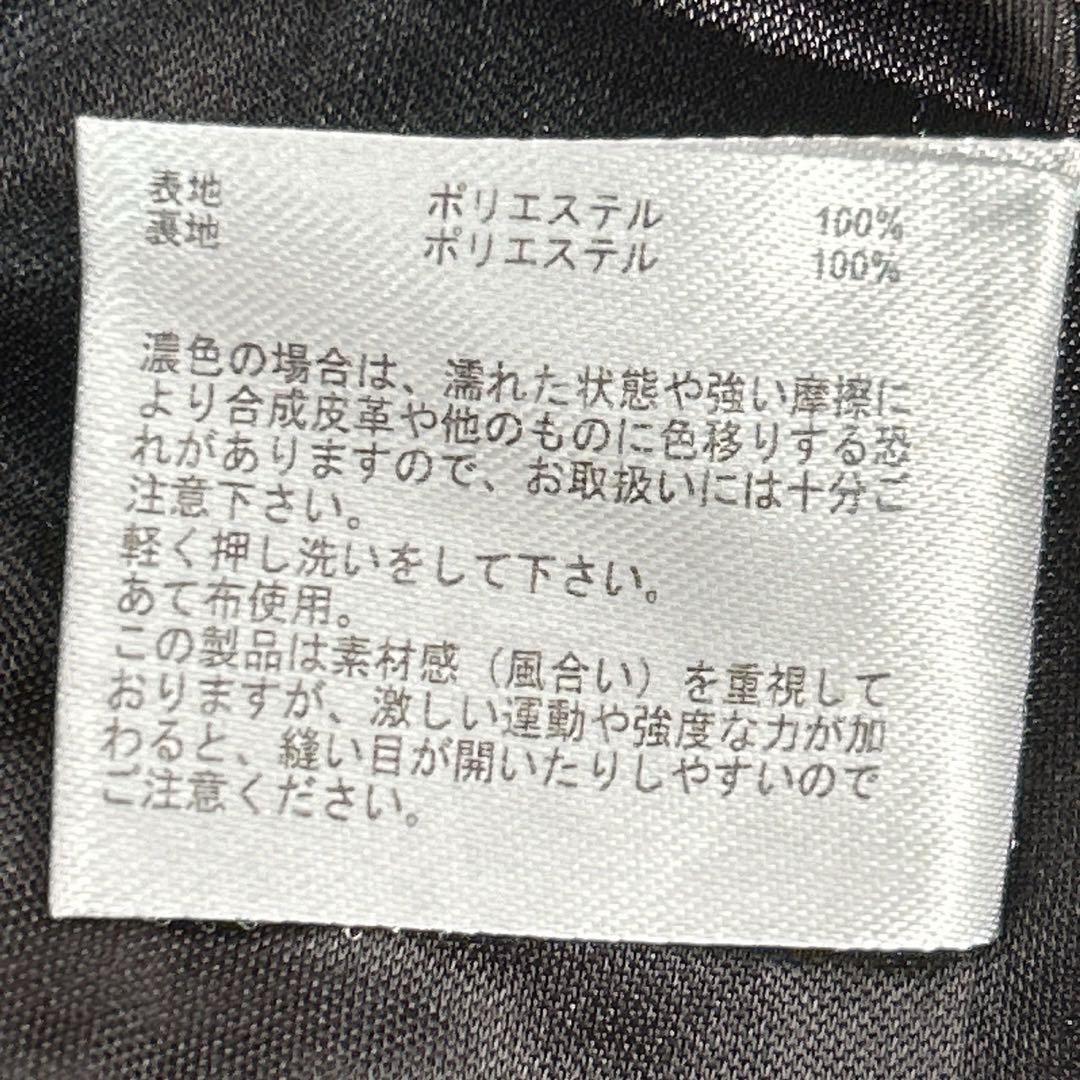 表地 ポリエステル 100%
裏地 ポリエステル 100%
濃色の場合は、濡れた状態や強い摩擦に
より合成皮革や他のものに色移りする恐
れがありますので、お取扱いには十分ご
注意下さい。
軽く押し洗いをして下さい。
あて布使用。
この製品は素材感（風合い）を重視して
おりますが、激しい運動や強度な力が加
わると、縫い目が開いたりしやすいので
ご注意ください。